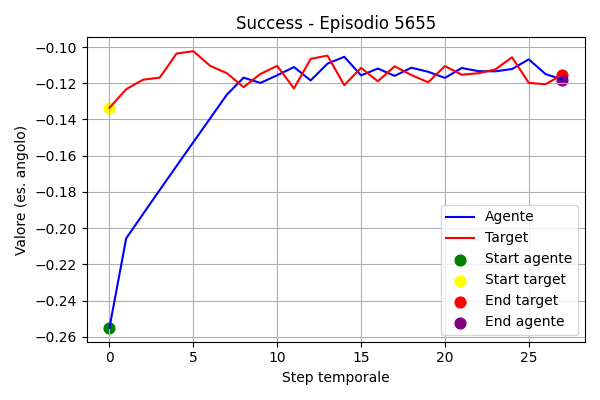 Success - Episodio 5655
Valore (es. angolo)
−0.10
−0.12
−0.14
−0.16
−0.18
−0.20
−0.22
−0.24
−0.26
Agente
Target
Start agente
Start target
End target
End agente
0
5
10
15
20
25
Step temporale